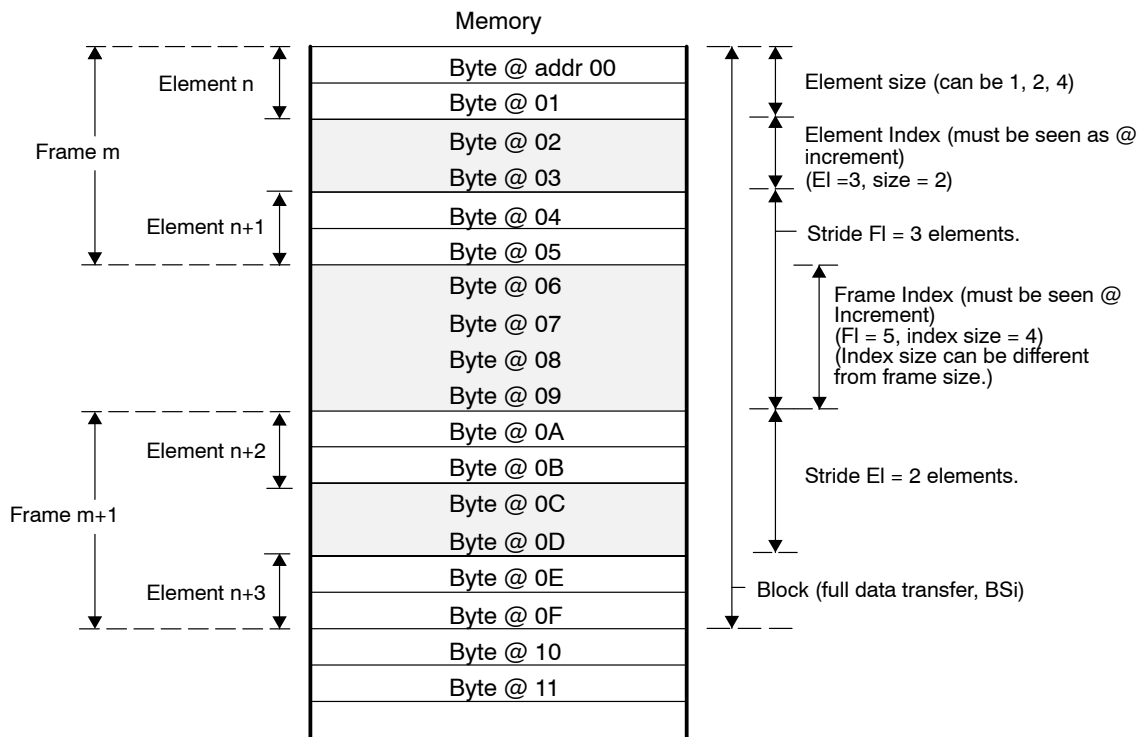 Memory
Element n
Frame m
Element n+1
Element n+2
Frame m+1
Element n+3
Byte @ addr 00
Byte @ 01
Byte @ 02
Byte @ 03
Byte @ 04
Byte @ 05
Byte @ 06
Byte @ 07
Byte @ 08
Byte @ 09
Byte @ 0A
Byte @ 0B
Byte @ 0C
Byte @ 0D
Byte @ 0E
Byte @ 0F
Byte @ 10
Byte @ 11
Element size (can be 1, 2, 4)
Element Index (must be seen as @
increment)
(EI =3, size = 2)
Stride FI = 3 elements.
Frame Index (must be seen @
Increment)
(FI = 5, index size = 4)
(Index size can be different
from frame size.)
Stride EI = 2 elements.
Block (full data transfer, BSi)